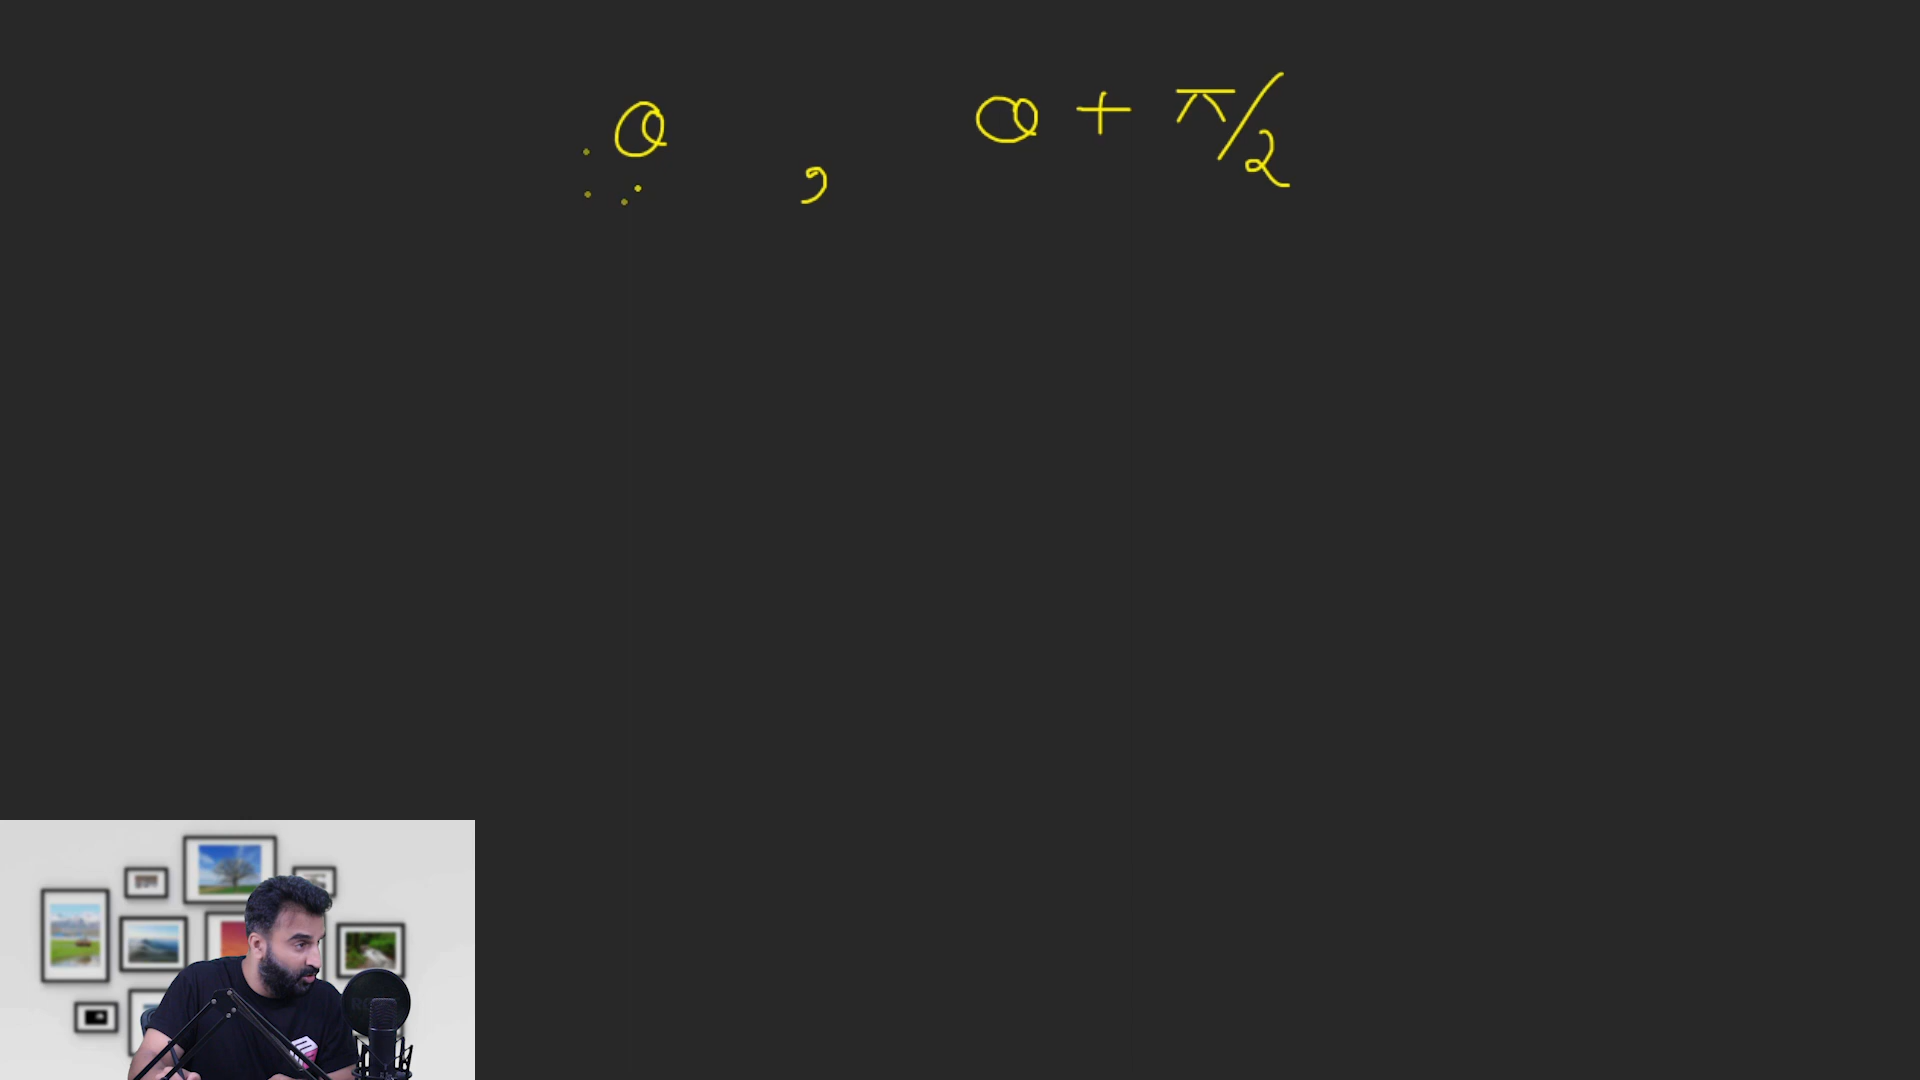 θ , θ + π/2